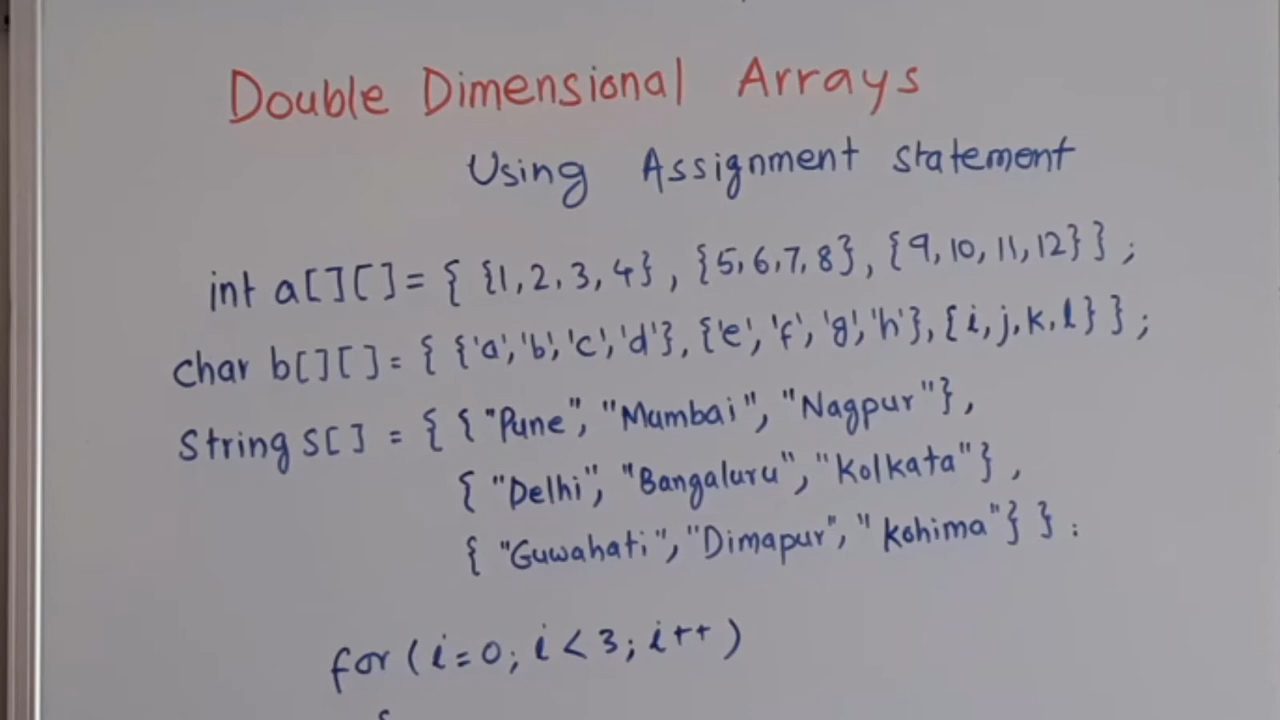 Double Dimensional Arrays
Using Assignment statement
int a[][]= { {1,2,3,4} , {5,6,7,8}, {9,10,11,12} } ;
char b[][]= { {'a','b','c','d'}, {'e','f','g','h'}, {i,j,k,l} } ;
String s[] = { { "Pune", "Mumbai", "Nagpur"},
{ "Delhi", "Bangaluru", "Kolkata"} ,
{ "Guwahati", "Dimapur", "Kohima"} } :
for (i=0; i<3; i++)